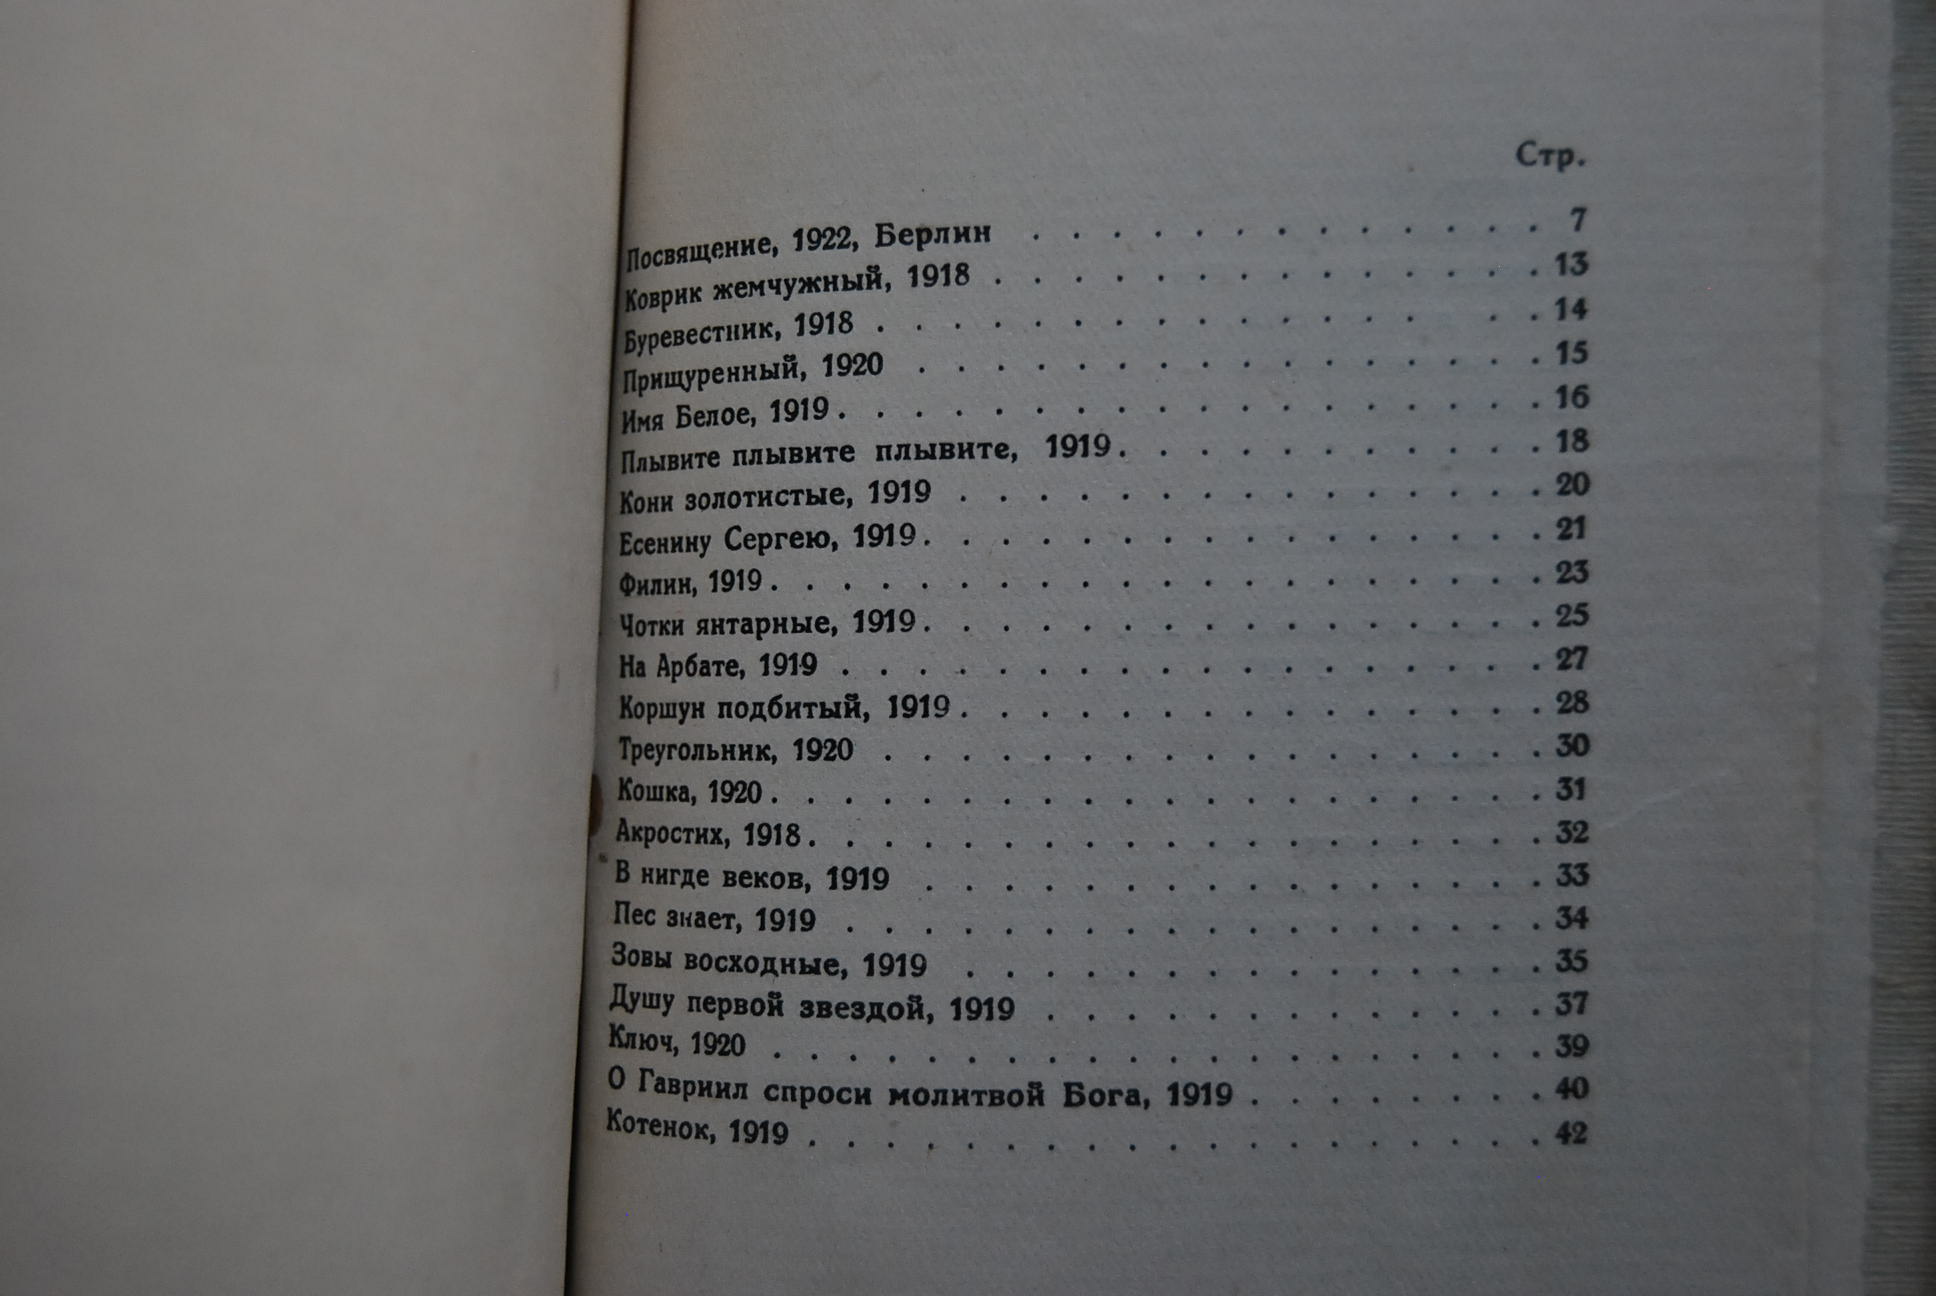 Стр.
Посвящение, 1922, Берлин . . . . . . . . . . . . . 7
Коврик жемчужный, 1918 . . . . . . . . . . . . . . 13
Буревестник, 1918 . . . . . . . . . . . . . . . . 14
Прищуренный, 1920 . . . . . . . . . . . . . . . . 15
Имя Белое, 1919 . . . . . . . . . . . . . . . . . . 16
Плывите плывите плывите, 1919 . . . . . . . . . . . 18
Кони золотистые, 1919 . . . . . . . . . . . . . . . 20
Есенину Сергею, 1919 . . . . . . . . . . . . . . . . 21
Филин, 1919 . . . . . . . . . . . . . . . . . . . . 23
Чотки янтарные, 1919 . . . . . . . . . . . . . . . . 25
На Арбате, 1919 . . . . . . . . . . . . . . . . . . 27
Коршун подбитый, 1919 . . . . . . . . . . . . . . . 28
Треугольник, 1920 . . . . . . . . . . . . . . . . . 30
Кошка, 1920 . . . . . . . . . . . . . . . . . . . . 31
Акростих, 1918 . . . . . . . . . . . . . . . . . . . 32
В нигде веков, 1919 . . . . . . . . . . . . . . . . 33
Пес знает, 1919 . . . . . . . . . . . . . . . . . . 34
Зовы восходные, 1919 . . . . . . . . . . . . . . . 35
Душу первой звездой, 1919 . . . . . . . . . . . . . 37
Ключ, 1920 . . . . . . . . . . . . . . . . . . . . 39
О Гавриил спроси молитвой Бога, 1919 . . . . . . . . 40
Котенок, 1919 . . . . . . . . . . . . . . . . . . . 42